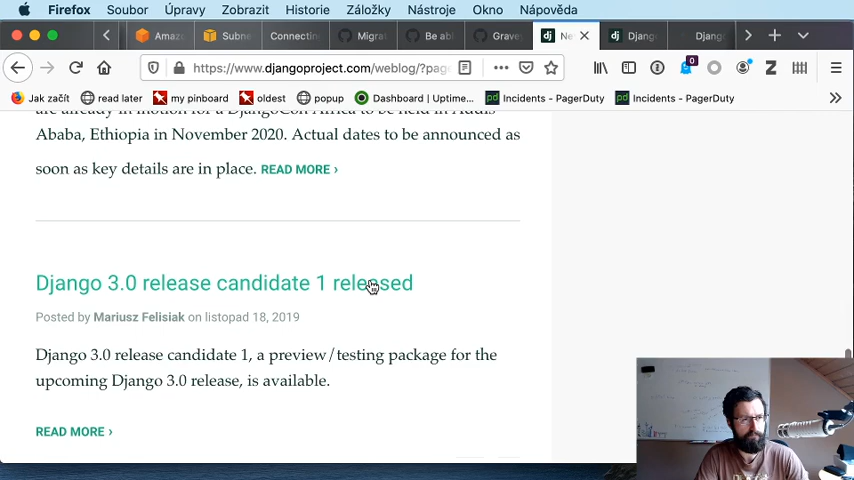 Firefox Soubor Úpravy Zobrazit Historie Záložky Nástroje Okno Nápověda
Amaz Subne Connecting Migrat Be abl Grave Ne Djang Djang
https://www.djangoproject.com/weblog/?pag
0
Jak začít read later my pinboard oldest popup Dashboard | Uptime... Incidents - PagerDuty Incidents - PagerDuty
are already in motion for a DjangoCon Africa to be held in Addis
Ababa, Ethiopia in November 2020. Actual dates to be announced as
soon as key details are in place. READ MORE ›
Django 3.0 release candidate 1 released
Posted by Mariusz Felisiak on listopad 18, 2019
Django 3.0 release candidate 1, a preview/testing package for the
upcoming Django 3.0 release, is available.
READ MORE ›